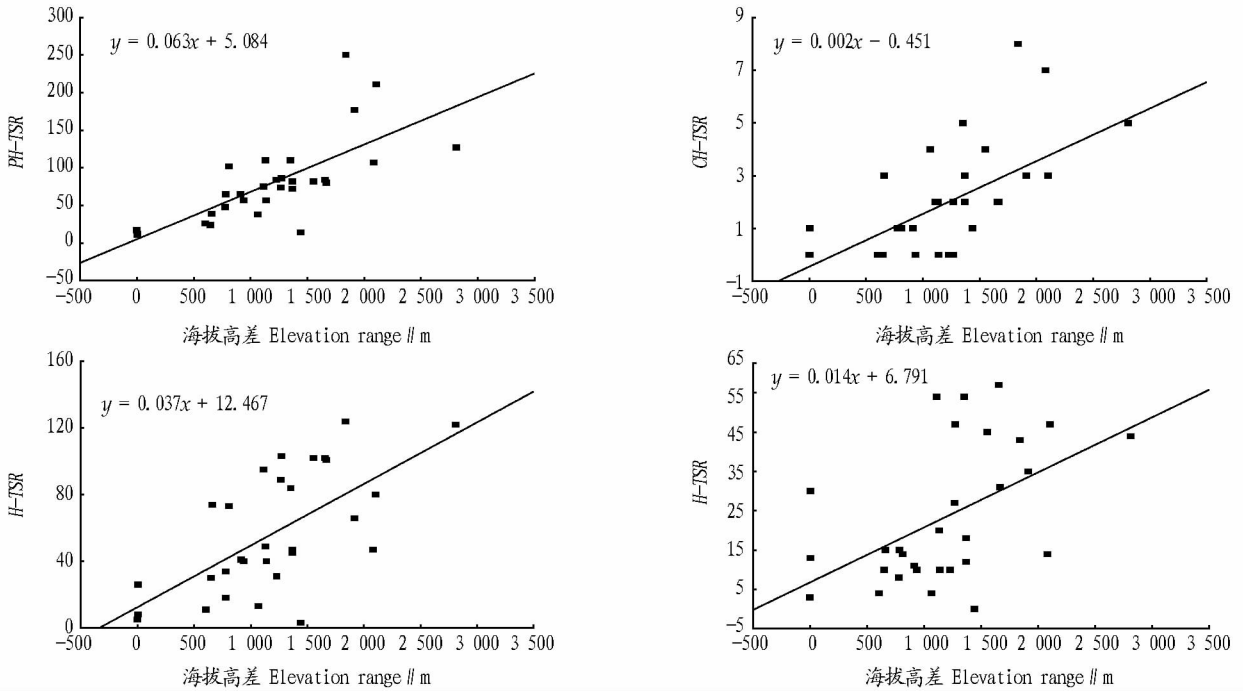 300
250
200
150
100
50
0
−50
y = 0.063x + 5.084
PH-TSR
−500 0 500 1 000 1 500 2 000 2 500 3 000 3 500
海拔高差 Elevation range∥m
9
7
5
3
1
−1
y = 0.002x − 0.451
CH-TSR
−500 0 500 1 000 1 500 2 000 2 500 3 000 3 500
海拔高差 Elevation range∥m
160
120
80
40
0
y = 0.037x + 12.467
H-TSR
−500 0 500 1 000 1 500 2 000 2 500 3 000 3 500
海拔高差 Elevation range∥m
65
55
45
35
25
15
5
−5
y = 0.014x + 6.791
H-TSR
−500 0 500 1 000 1 500 2 000 2 500 3 000 3 500
海拔高差 Elevation range∥m